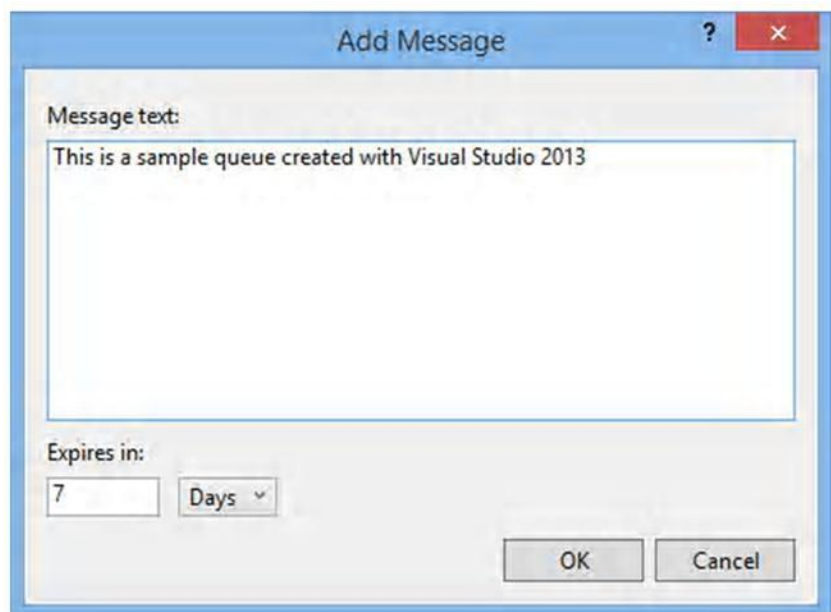 Add Message
?
Message text:
This is a sample queue created with Visual Studio 2013
Expires in:
7 Days
OK Cancel